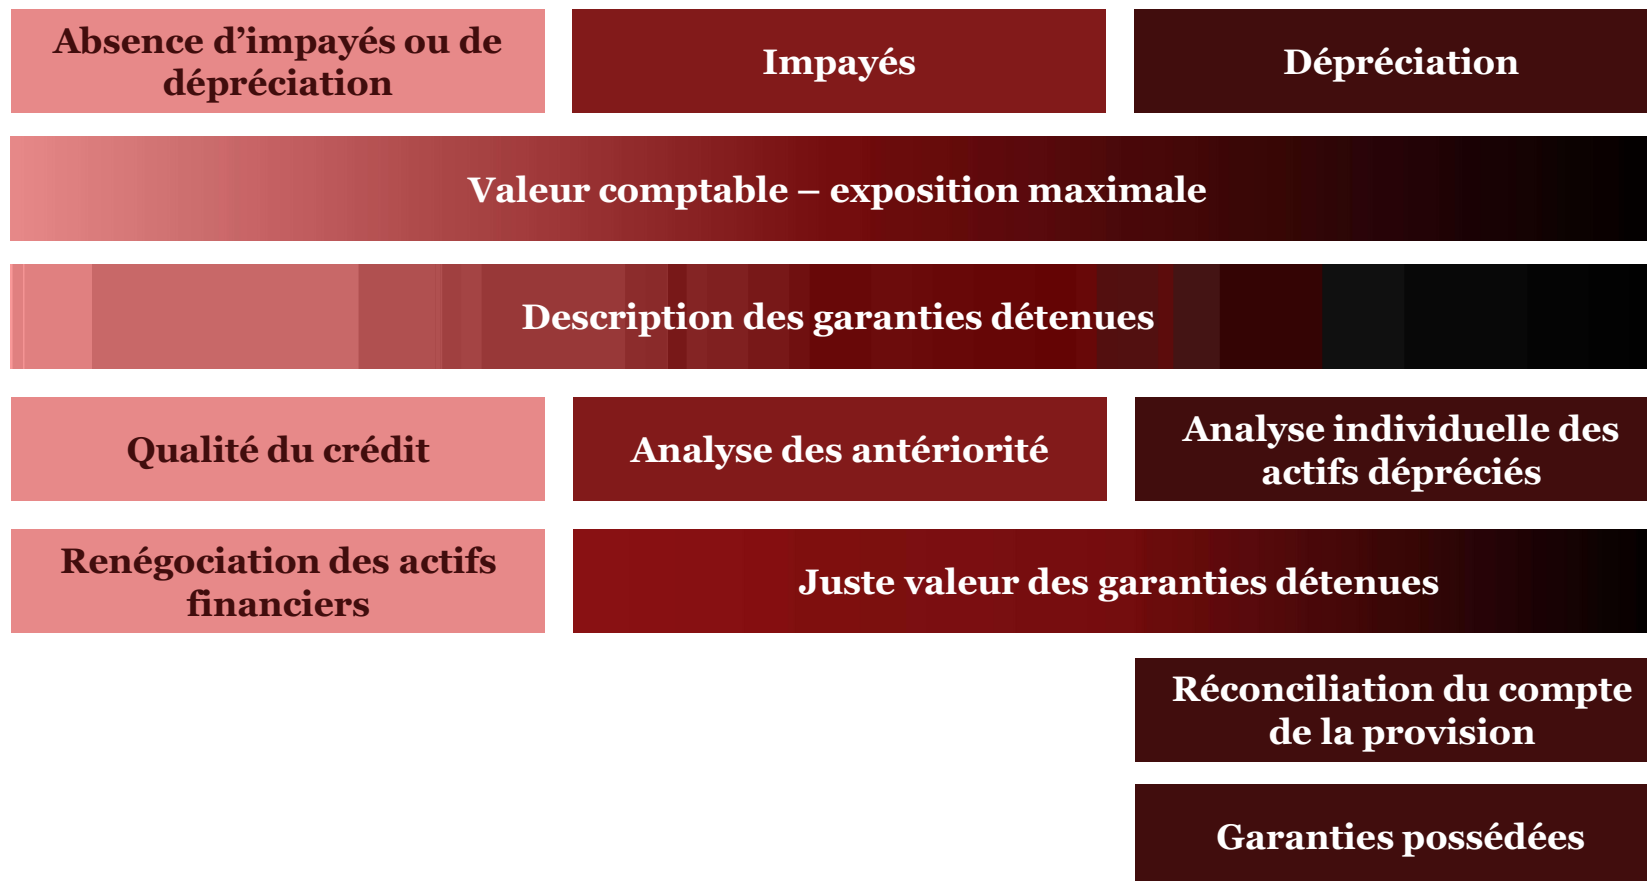 Absence d’impayés ou de
dépréciation
Impayés
Dépréciation
Valeur comptable – exposition maximale
Description des garanties détenues
Qualité du crédit
Analyse des antériorité
Analyse individuelle des
actifs dépréciés
Renégociation des actifs
financiers
Juste valeur des garanties détenues
Réconciliation du compte
de la provision
Garanties possédées